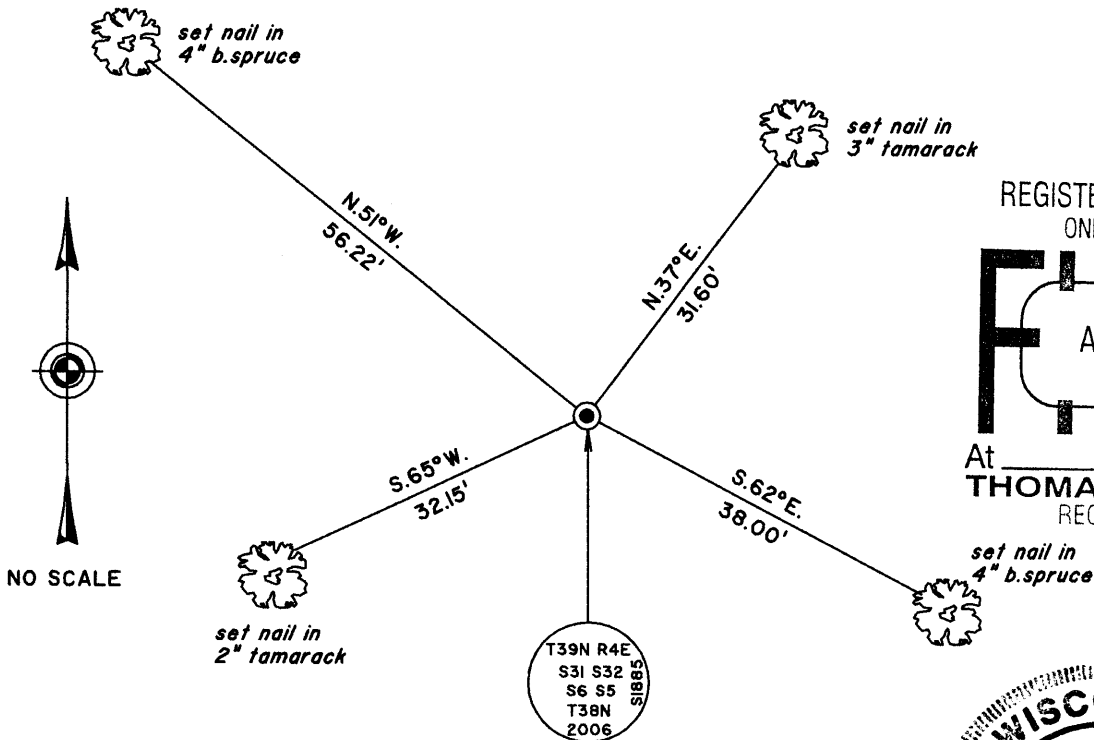 set nail in
4" b.spruce
set nail in
3" tamarack
N.51°W.
56.22'
N.37°E.
31.60'
S.65°W.
32.15'
S.62°E.
38.00'
NO SCALE
set nail in
2" tamarack
set nail in
4" b.spruce
T39N R4E
S31 S32
S6 S5
T38N
2006
S1885
REGISTE
ON
F
A
At
THOMA
REC
WISCO